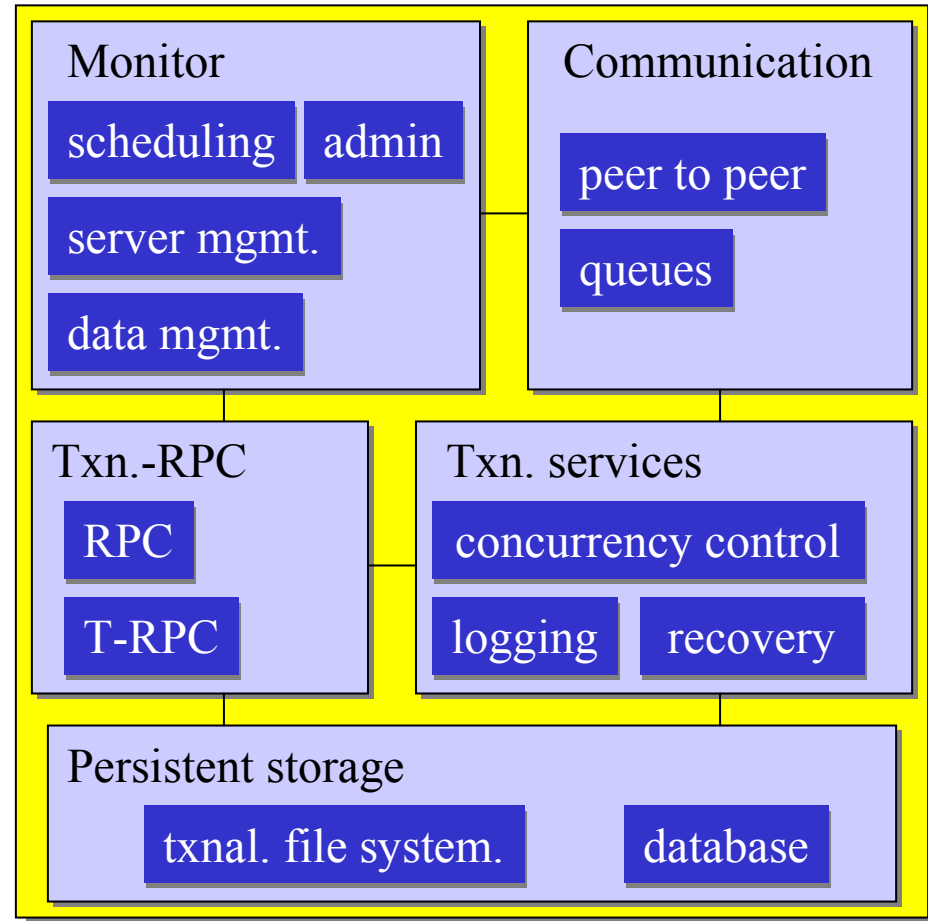 Monitor
scheduling
admin
server mgmt.
data mgmt.
Communication
peer to peer
queues
Txn.-RPC
RPC
T-RPC
Txn. services
concurrency control
logging
recovery
Persistent storage
txnal. file system.
database